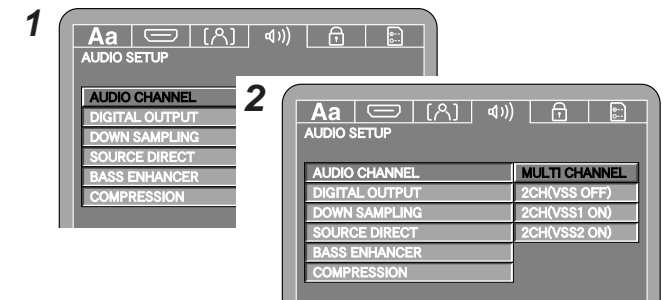 1
Aa
AUDIO SETUP
AUDIO CHANNEL
DIGITAL OUTPUT
DOWN SAMPLING
SOURCE DIRECT
BASS ENHANCER
COMPRESSION
2
Aa
AUDIO SETUP
AUDIO CHANNEL MULTI CHANNEL
DIGITAL OUTPUT 2CH(VSS OFF)
DOWN SAMPLING 2CH(VSS1 ON)
SOURCE DIRECT 2CH(VSS2 ON)
BASS ENHANCER
COMPRESSION